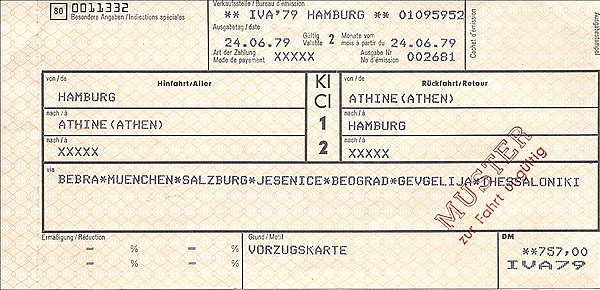 80 0011332
Besondere Angaben / Indications spéciales
Verkaufsstelle / Bureau d'émission
** IVA'79 HAMBURG ** 01095952
Ausgabetag / date
24.06.79
Gültig
Valable
2
Monate vom
mois à partir du
24.06.79
Art der Zahlung
Mode de payement
XXXXX
Ausgabe Nr
No d'émission
002681
Cachet d'émission
Ausgabestempel
von / de
Hinfahrt/Aller
HAMBURG
nach / à
ATHINE(ATHEN)
nach / à
XXXXX
Kl
Cl
1
2
von / de
Rückfahrt/Retour
ATHINE(ATHEN)
nach / à
HAMBURG
nach / à
XXXXX
via
BEBRA*MUENCHEN*SALZBURG*JESENICE*BEOGRAD*GEVGELIJA*THESSALONIKI
MUSTER
zur Fahrt ungültig
Ermäßigung / Réduction
- % - %
- % - %
Grund / Motif
VORZUGSKARTE
DM
**757,00
IVA79